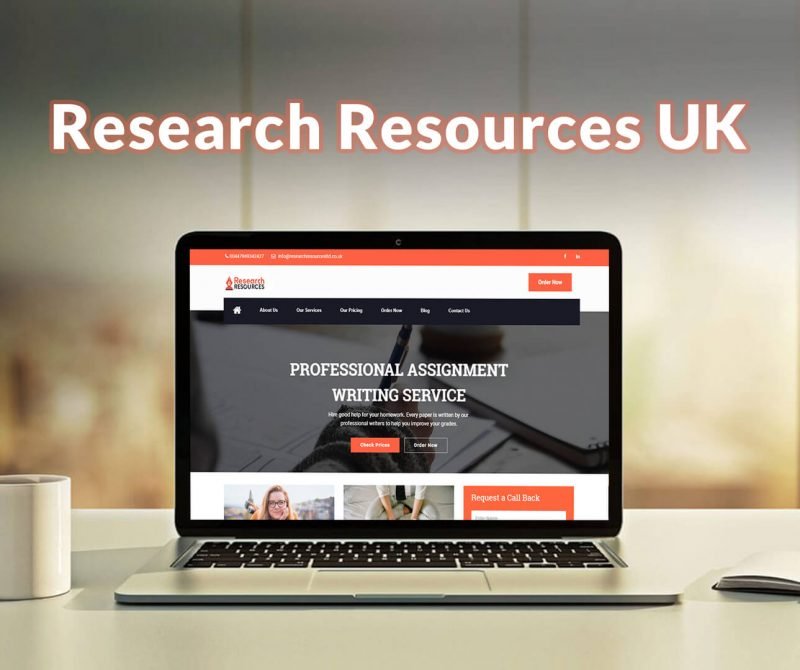 Research Resources UK
Research
RESOURCES
Order Now
About Us
Our Services
Our Pricing
Order Now
Blog
Contact Us
PROFESSIONAL ASSIGNMENT
WRITING SERVICE
Hire good help for your homework. Every paper is written by our
professional writers to help you improve your grades.
Check Prices
Order Now
Request a Call Back